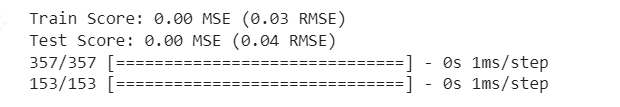 Train Score: 0.00 MSE (0.03 RMSE)
Test Score: 0.00 MSE (0.04 RMSE)
357/357 [==============================] - 0s 1ms/step
153/153 [==============================] - 0s 1ms/step